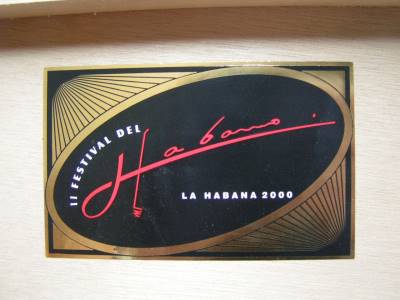 II FESTIVAL DEL
Habano.
LA HABANA 2000